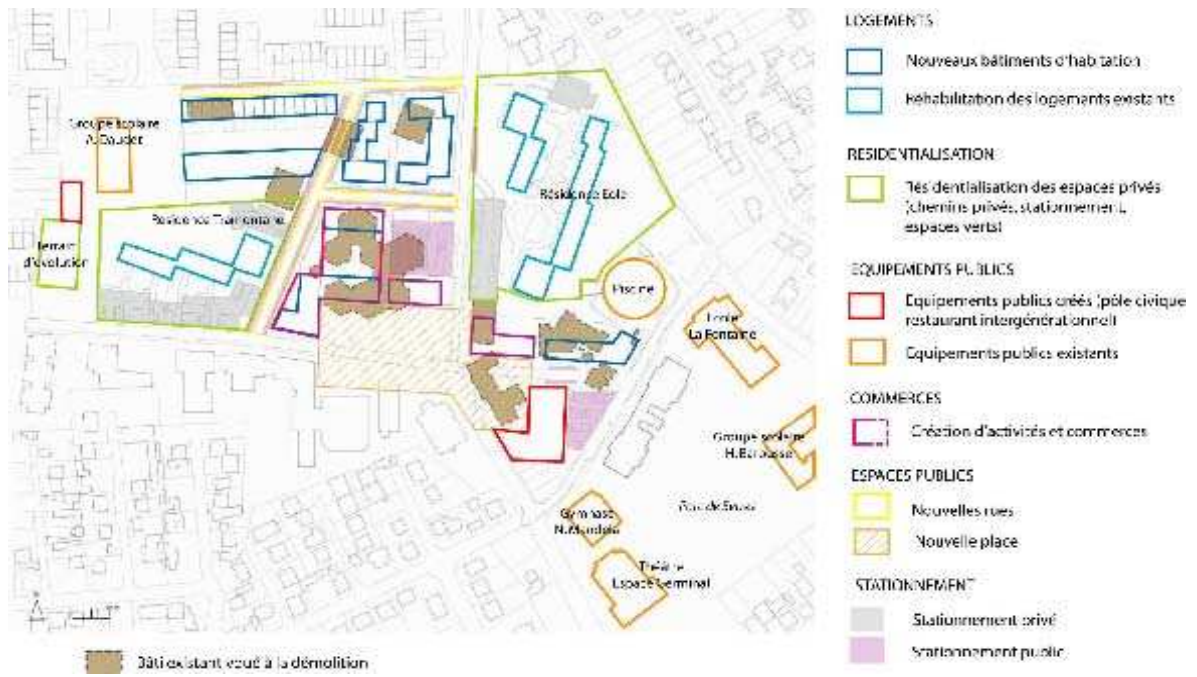 Groupe scolaire
A. Daudet
Résidence Tramontane
Terrain
d'évolution
Résidence Eole
Piscine
Ecole
La Fontaine
Groupe scolaire
H. Barbusse
Gymnase
N. Mandela
Théâtre
Espace Germinal
Bâti existant voué à la démolition
LOGEMENTS
Nouveaux bâtiments d'habitation
Réhabilitation des logements existants
RESIDENTIALISATION
Résidentialisation des espaces privés
(chemins privés, stationnement,
espaces verts)
EQUIPEMENTS PUBLICS
Equipements publics créés (pôle civique
restaurant intergénérationnel)
Equipements publics existants
COMMERCES
Création d'activités et commerces
ESPACES PUBLICS
Nouvelles rues
Nouvelle place
STATIONNEMENT
Stationnement privé
Stationnement public